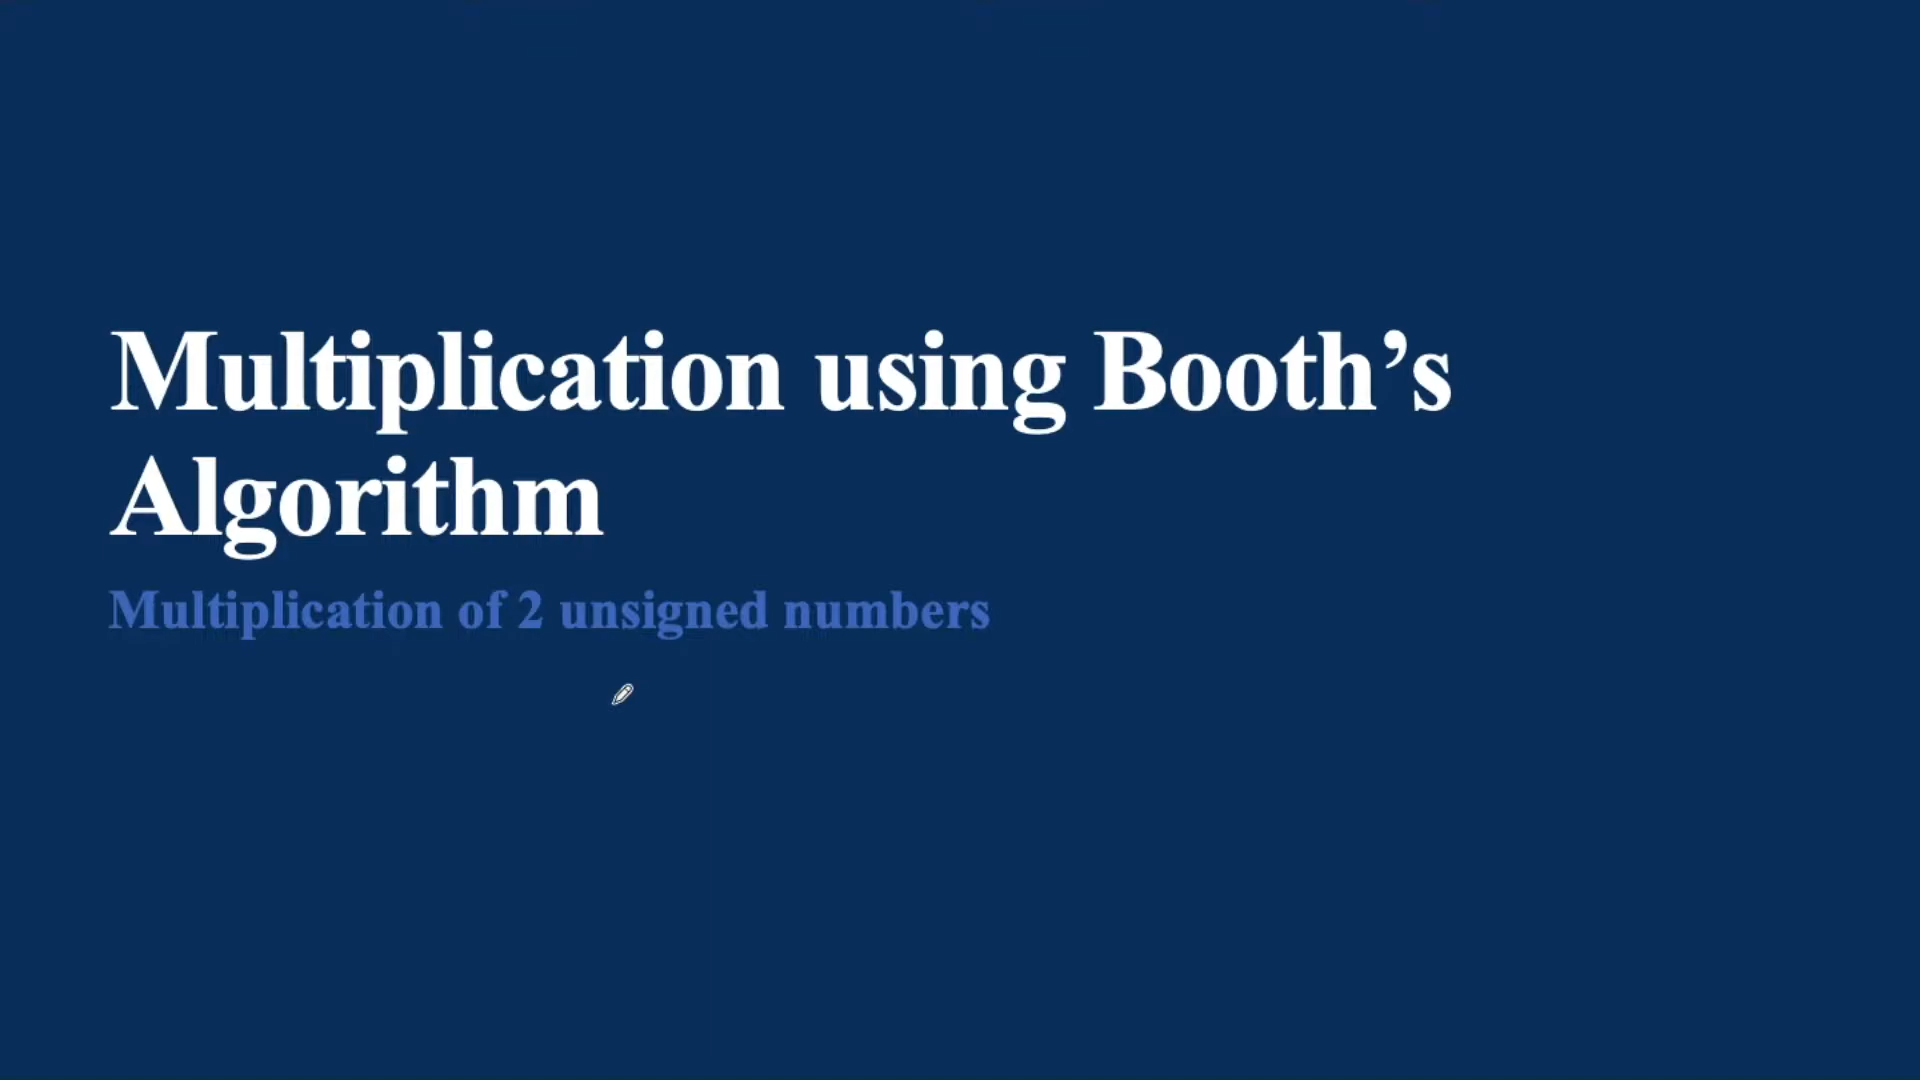 Multiplication using Booth’s
Algorithm
Multiplication of 2 unsigned numbers